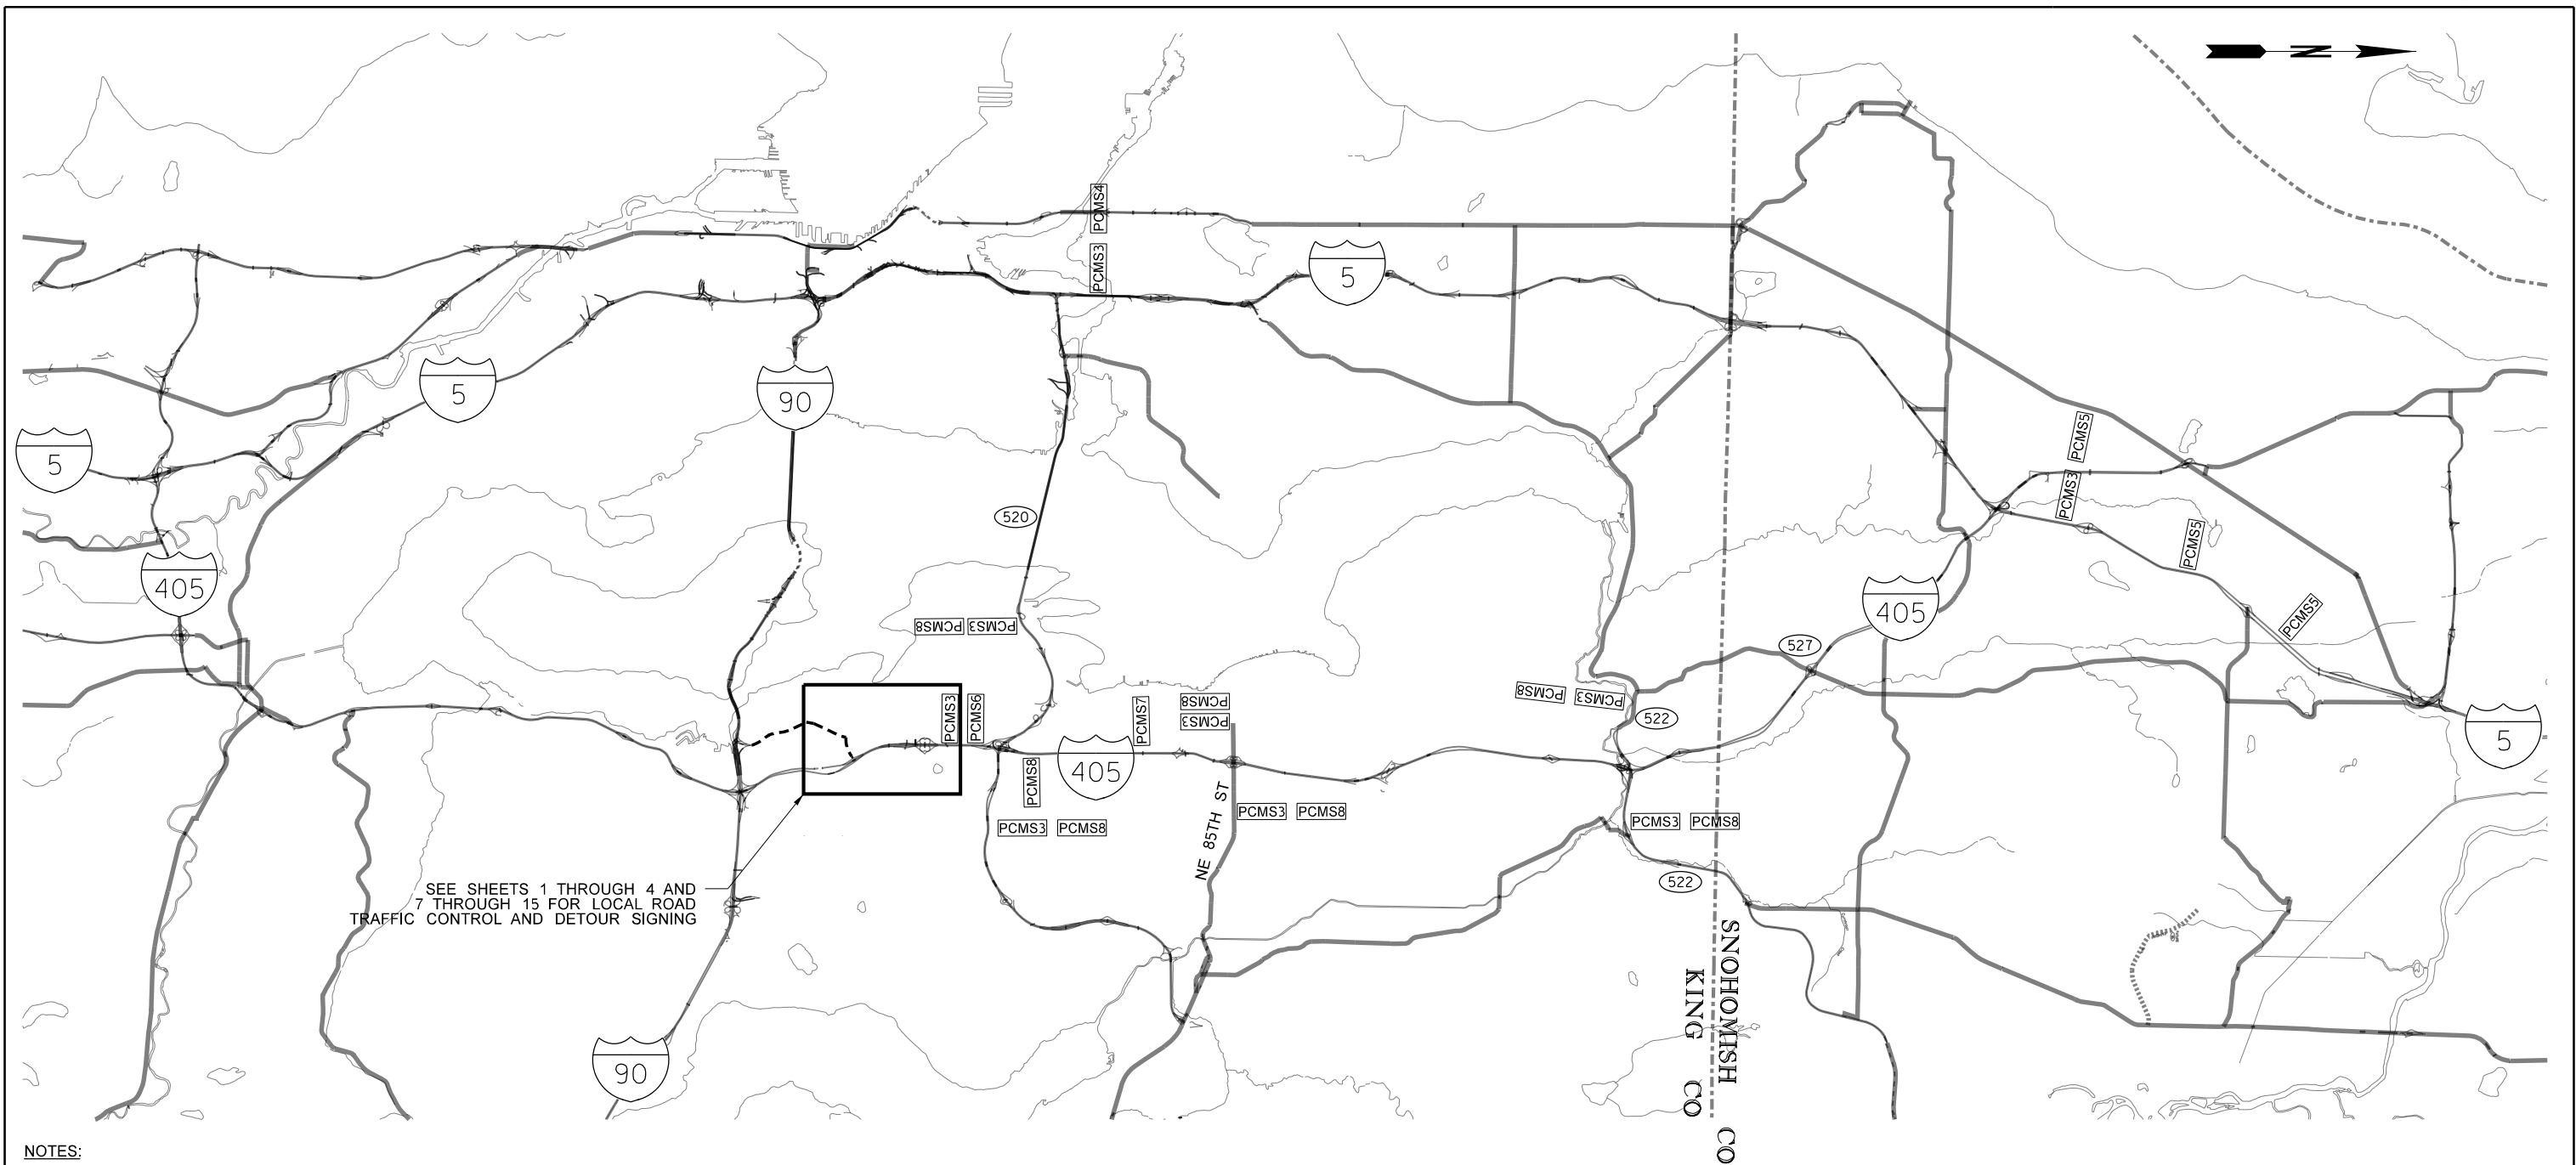 N
PCMS4
PCMS3
5
90
5
5
PCMS5
PCMS3
520
PCMS5
405
405
PCMS5
PCMS8 PCMS3
527
PCMS3
PCMS6
PCMS7
PCMS8
PCMS3
PCMS8 PCMS3
522
5
405
PCMS8
PCMS3 PCMS8
NE 85TH ST
PCMS3 PCMS8
PCMS3 PCMS8
522
SEE SHEETS 1 THROUGH 4 AND
7 THROUGH 15 FOR LOCAL ROAD
TRAFFIC CONTROL AND DETOUR SIGNING
SNOHOMISH CO
KING CO
90
NOTES: